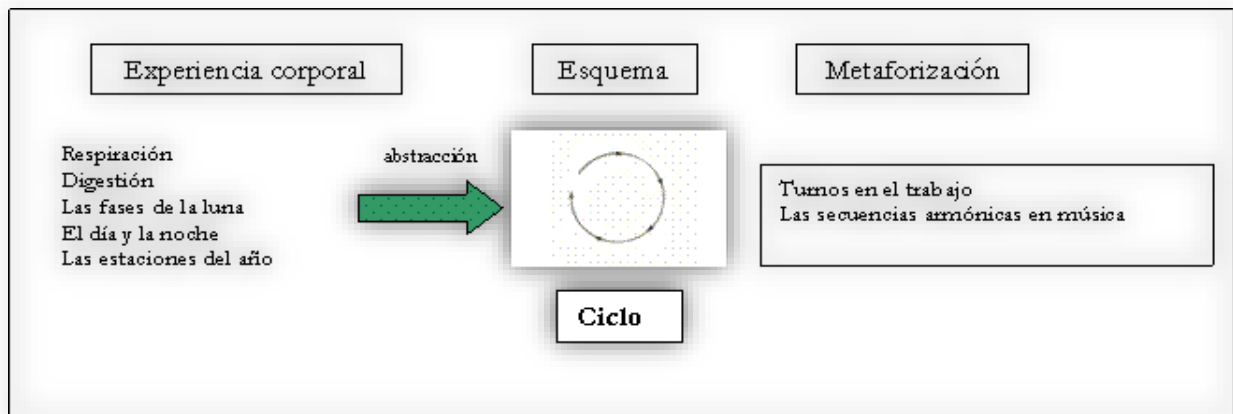 Experiencia corporal
Esquema
Metaforización
Respiración
Digestión
Las fases de la luna
El día y la noche
Las estaciones del año
abstracción
Ciclo
Turnos en el trabajo
Las secuencias armónicas en música